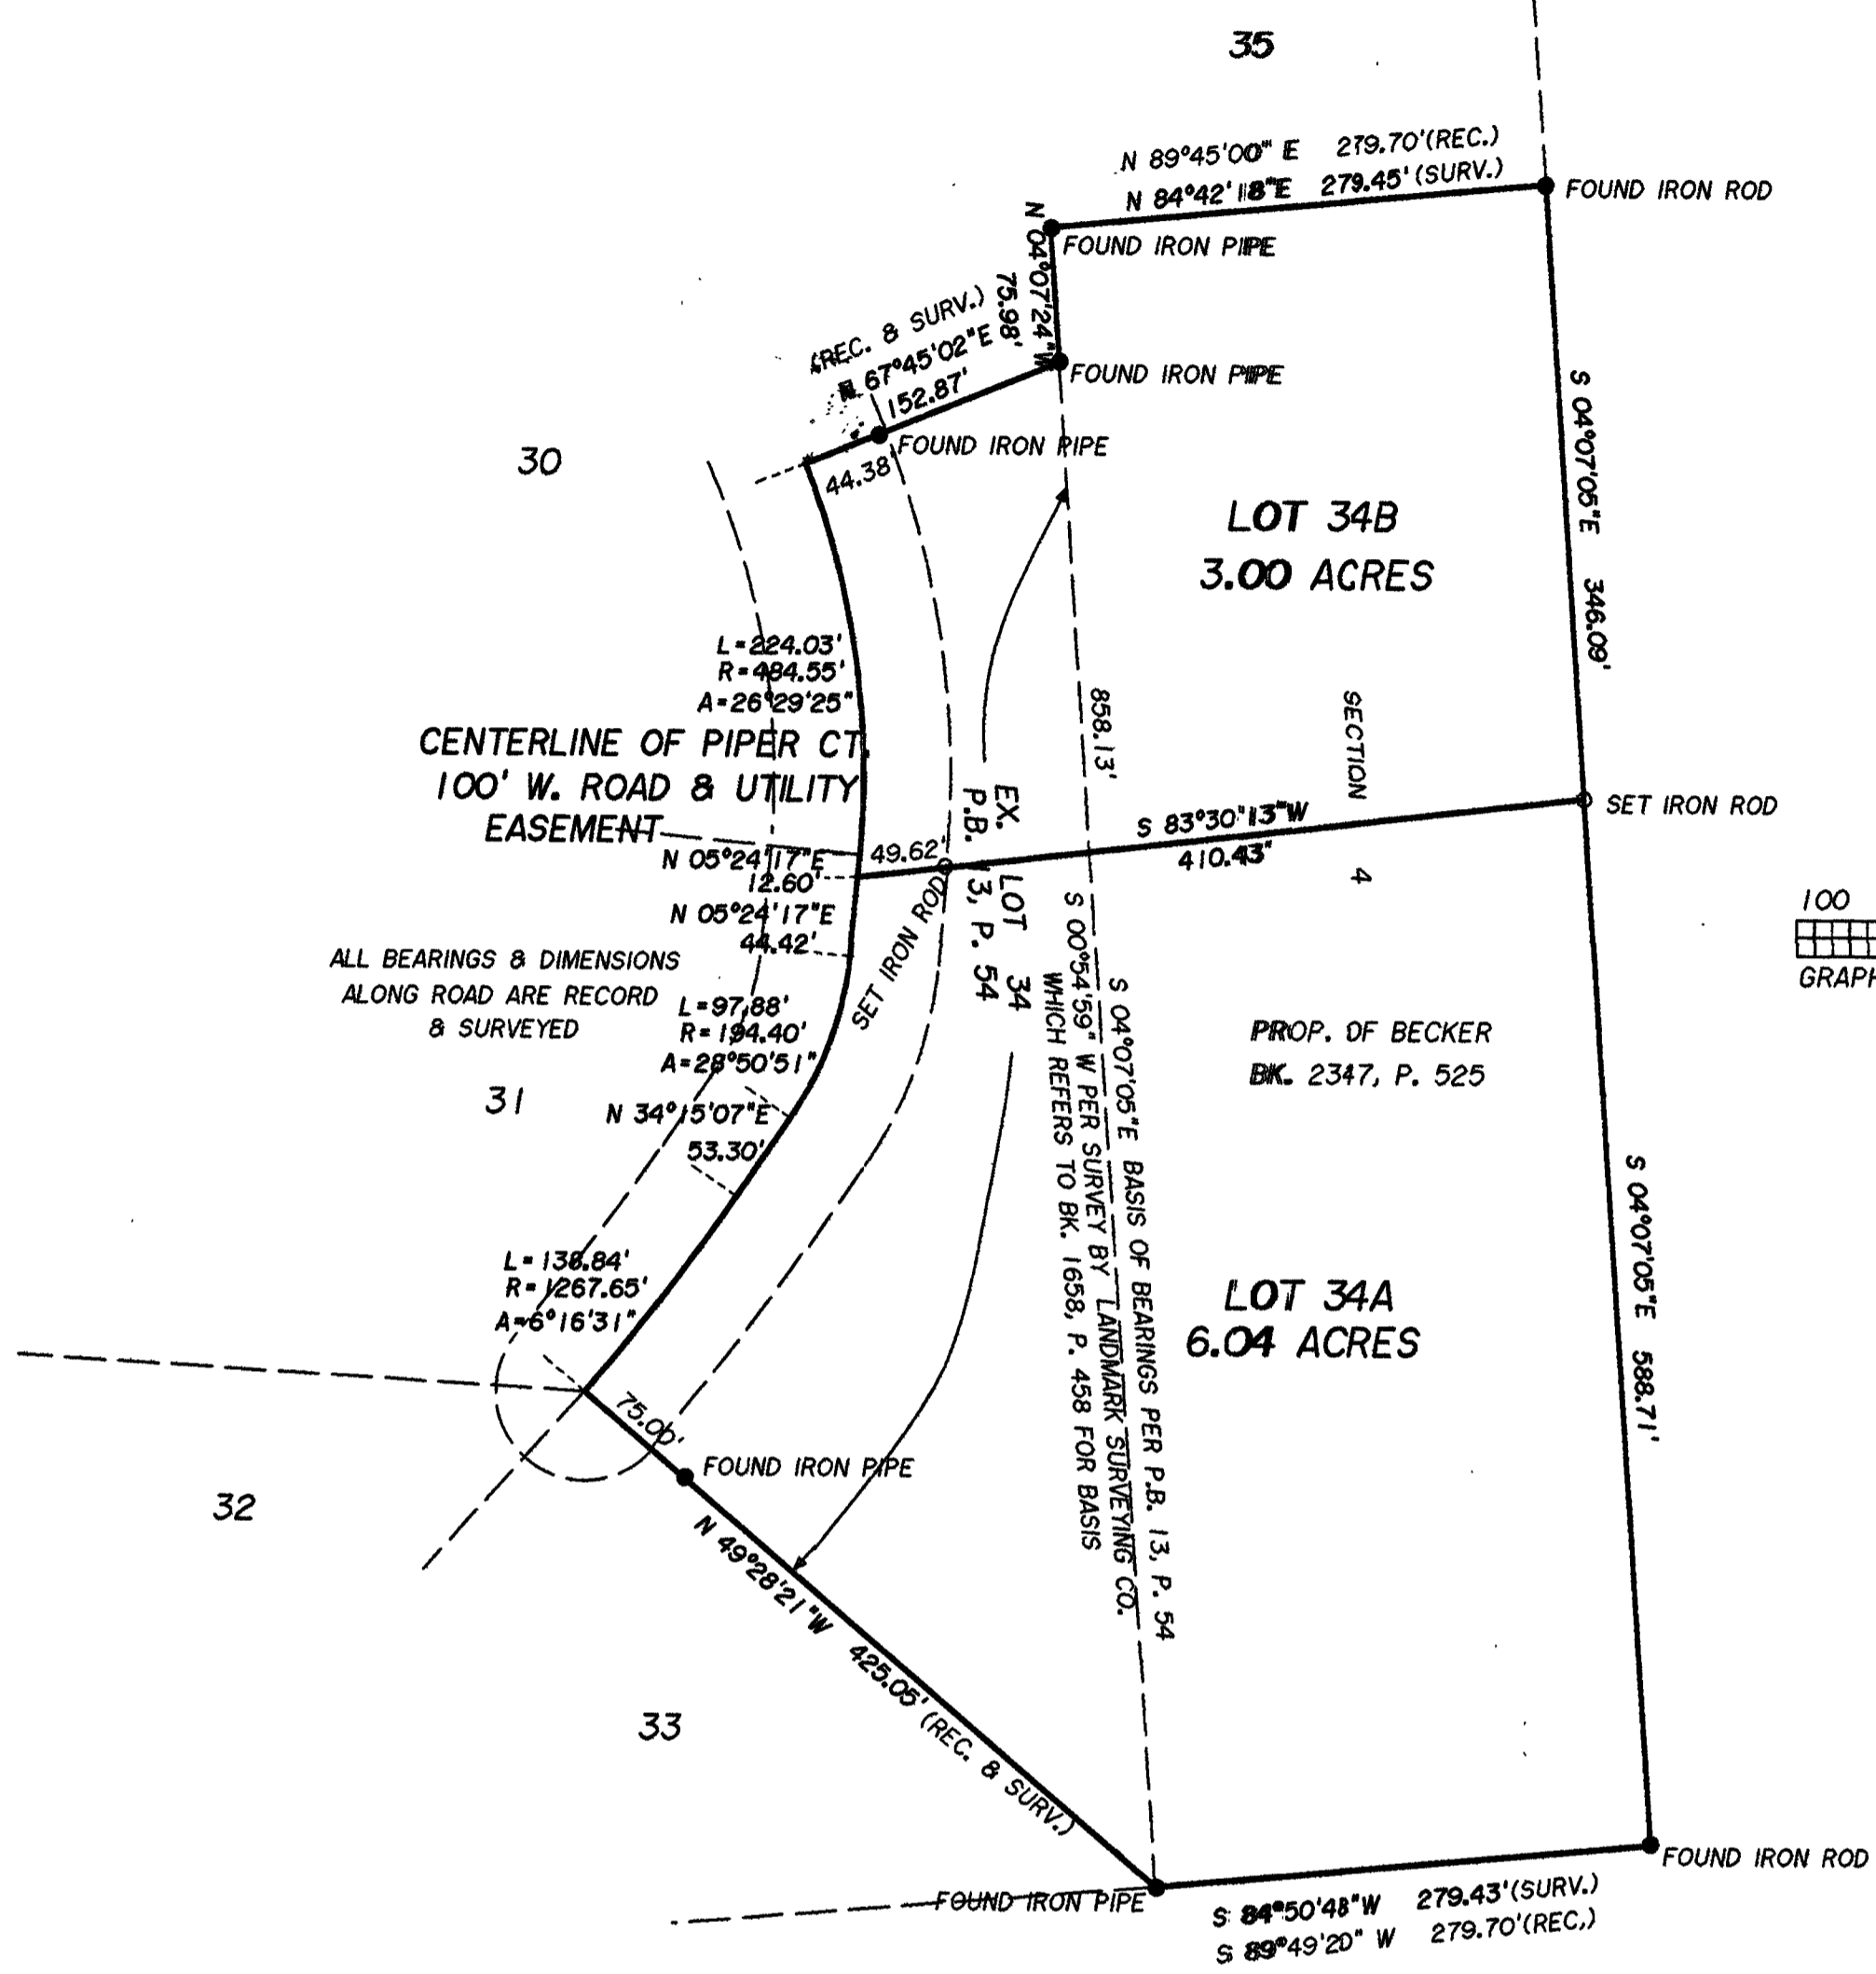 35
N 89°45'00" E 279.70'(REC.)
N 84°42'18"E 279.45'(SURV.)
FOUND IRON ROD
FOUND IRON PIPE
N 04°07'24"W
75.98'
FOUND IRON PIPE
(REC. & SURV.)
N 67°45'02"E
152.87'
FOUND IRON PIPE
44.38'
30
S 04°07'05"E 346.09'
LOT 34B
3.00 ACRES
L=224.03'
R=484.55'
A=26°29'25"
CENTERLINE OF PIPER CT.
100' W. ROAD & UTILITY
EASEMENT
858.13'
SECTION 4
EX. LOT 34
P.B. 13, P. 54
S 83°30'13"W
410.43'
49.62'
SET IRON ROD
SET IRON ROD
N 05°24'17"E
12.60'
N 05°24'17"E
44.42'
ALL BEARINGS & DIMENSIONS
ALONG ROAD ARE RECORD
& SURVEYED
L=97.88'
R=194.40'
A=28°50'51"
31
N 34°15'07"E
53.30'
100
GRAPH
PROP. OF BECKER
BK. 2347, P. 525
S 04°07'05"E BASIS OF BEARINGS PER P.B. 13, P. 54
S 00°54'59" W PER SURVEY BY LANDMARK SURVEYING CO.
WHICH REFERS TO BK. 1658, P. 458 FOR BASIS
S 04°07'05"E 588.71'
L=138.84'
R=1267.65'
A=6°16'31"
LOT 34A
6.04 ACRES
75.00'
FOUND IRON PIPE
32
N 49°28'21"W 425.05' (REC. & SURV.)
33
FOUND IRON ROD
FOUND IRON PIPE
S 84°50'48"W 279.43'(SURV.)
S 89°49'20" W 279.70'(REC.)